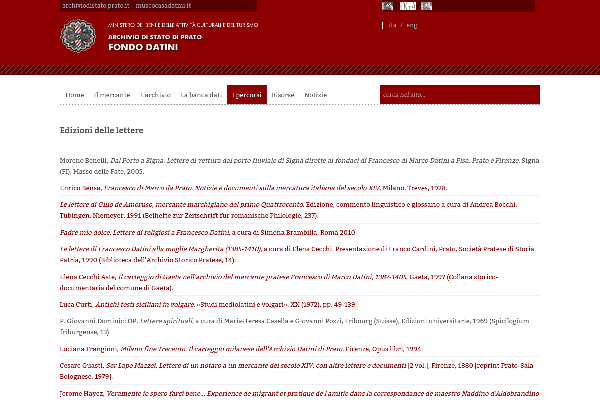 archiviodistato.prato.it - museocasadatini.it
MINISTERO DEI BENI E DELLE ATTIVITÀ CULTURALI E DEL TURISMO
ARCHIVIO DI STATO DI PRATO
FONDO DATINI
ita / eng
Home Il mercante L'archivio La banca dati I percorsi Risorse Notizie
cerca nel sito...
Edizioni delle lettere
Moreno Benelli, Dal Porto a Signa. Lettere di vettura dal porto fluviale di Signa dirette ai fondaci di Francesco di Marco Datini a Pisa, Prato e Firenze, Signa
(FI), Masso delle Fate, 2005.
Enrico Bensa, Francesco di Marco da Prato. Notizie e documenti sulla mercatura italiana del secolo XIV, Milano, Treves, 1928.
Le lettere di Gilio de Amoruso, mercante marchigiano del primo Quattrocento. Edizione, commento linguistico e glossario a cura di Andrea Bocchi,
Tübingen, Niemeyer, 1991 (Beihefte zur Zeitschrift für romanische Philologie, 237).
Padre mio dolce. Lettere di religiosi a Francesco Datini, a cura di Simona Brambilla, Roma 2010
Le lettere di Francesco Datini alla moglie Margherita (1385-1410), a cura di Elena Cecchi. Presentazione di Franco Cardini, Prato, Società Pratese di Storia
Patria, 1990 (Biblioteca dell'Archivio Storico Pratese, 14).
Elena Cecchi Aste, Il carteggio di Gaeta nell'archivio del mercante pratese Francesco di Marco Datini, 1387-1405, Gaeta, 1997 (Collana storico-
documentaria del comune di Gaeta).
Luca Curti, Antichi testi siciliani in volgare, «Studi mediolatini e volgari», XX (1972), pp. 49-139.
P. Giovanni Dominici OP, Lettere spirituali, a cura di Maria-Teresa Casella e Giovanni Pozzi, Fribourg (Suisse), Edizioni universitarie, 1969 (Spicilegium
friburgense, 13)
Luciana Frangioni, Milano fine Trecento. Il carteggio milanese dell'Archivio Datini di Prato, Firenze, Opus libri, 1994.
Cesare Guasti, Ser Lapo Mazzei. Lettere di un notaro a un mercante del secolo XIV, con altre lettere e documenti [2 vol.], Firenze, 1880 [reprint Prato-Sala
Bolognese, 1979].
Jerome Hayez, Veramente io spero farci bene... Expérience de migrant et pratique de l'amitié dans la correspondance de maestro Naddino d'Aldobrandino